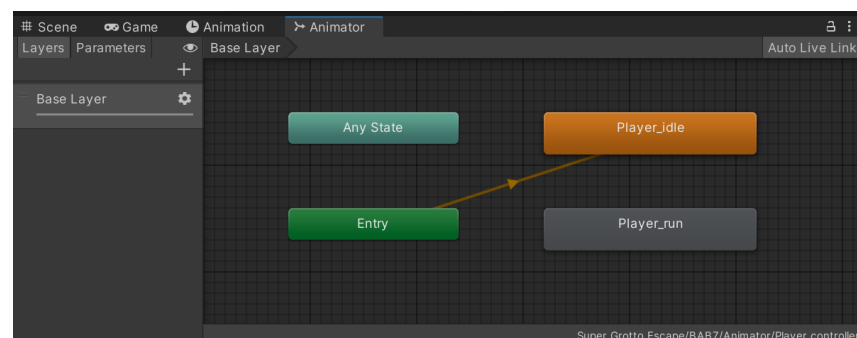 Scene Game Animation Animator
Layers Parameters Base Layer Auto Live Link
Base Layer
Any State Player_idle
Entry Player_run
Super Grotto Escape/BAB7/Animator/Player.controller